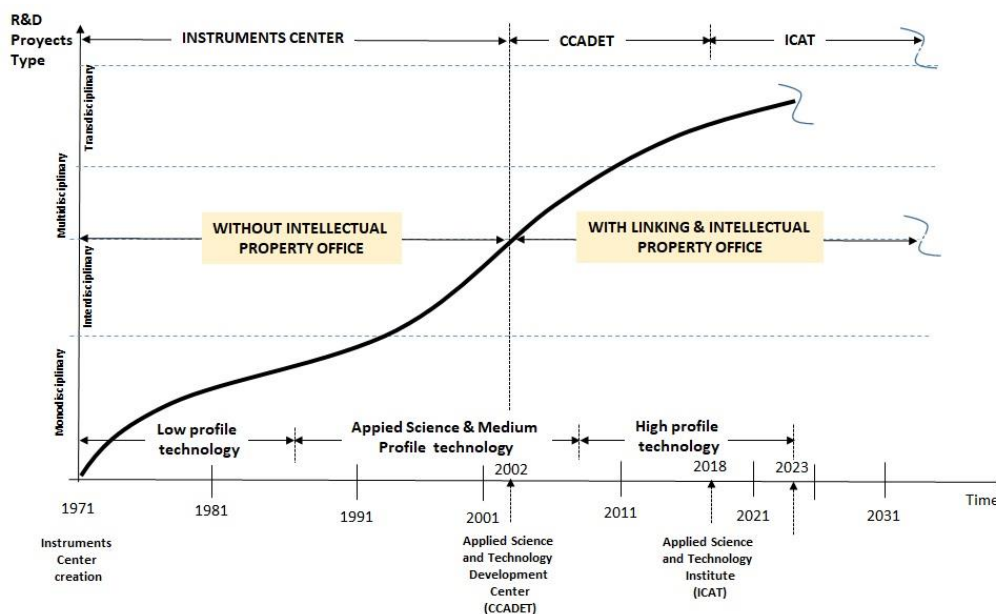 R&D
Proyects
Type
INSTRUMENTS CENTER
CCADET
ICAT
Transdisciplinary
Multidisciplinary
Interdisciplinary
Monodisciplinary
WITHOUT INTELLECTUAL
PROPERTY OFFICE
WITH LINKING & INTELLECTUAL
PROPERTY OFFICE
Low profile
technology
Appied Science & Medium
Profile technology
High profile
technology
2002
2018
2023
1971
1981
1991
2001
2011
2021
2031
Time
Instruments
Center
creation
Applied Science
and Technology
Development
Center
(CCADET)
Applied Science
and Technology
Institute
(ICAT)